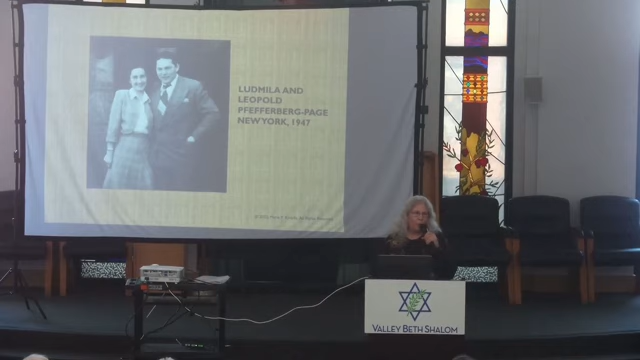 LUDMILA AND
LEOPOLD
PFEFFERBERG-PAGE
NEW YORK, 1947
VALLEY BETH SHALOM